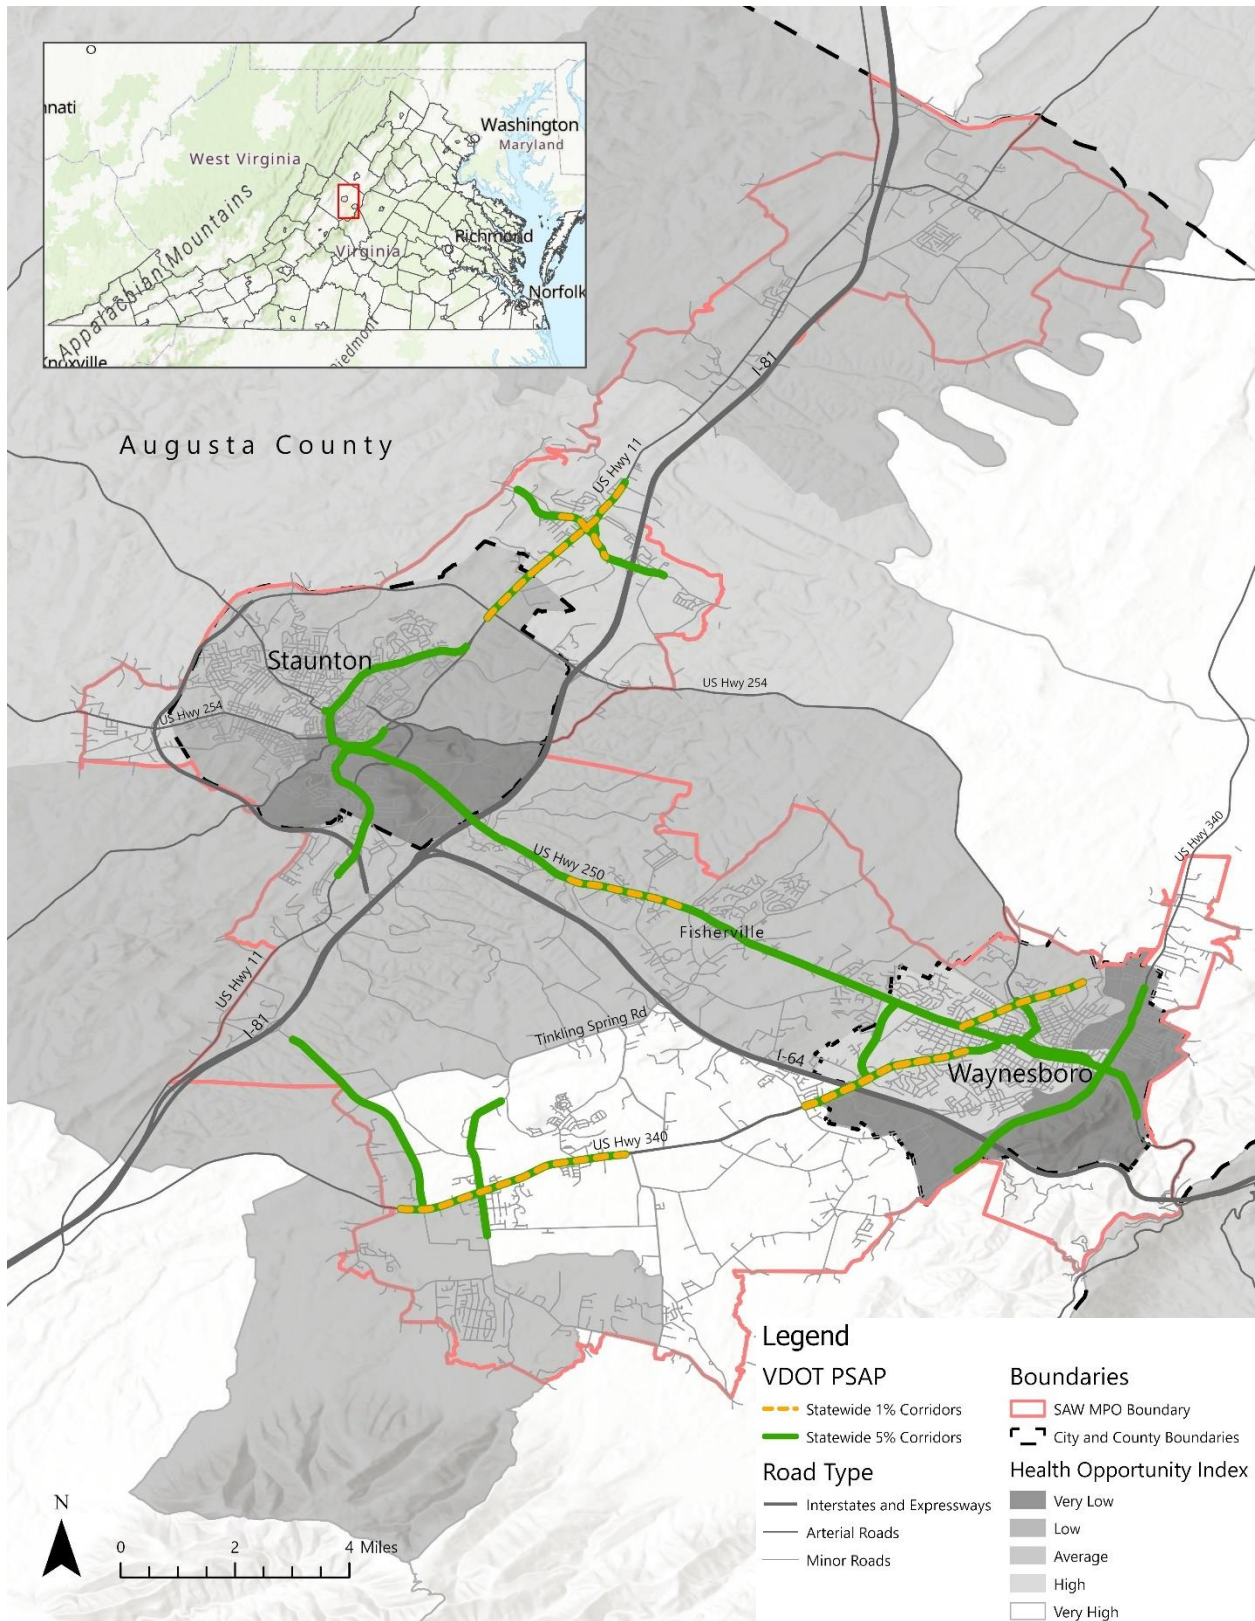 nnati
Washington
Maryland
West Virginia
Appalachian Mountains
Richmond
Virginia
Norfolk
Piedmont
Knoxville
I-81
Augusta County
US Hwy 11
Staunton
US Hwy 254
US Hwy 254
US Hwy 340
US Hwy 250
Fisherville
US Hwy 11
I-81
Tinkling Spring Rd
I-64
Waynesboro
US Hwy 340
Legend
VDOT PSAP
Statewide 1% Corridors
Statewide 5% Corridors
Road Type
Interstates and Expressways
Arterial Roads
Minor Roads
Boundaries
SAW MPO Boundary
City and County Boundaries
Health Opportunity Index
Very Low
Low
Average
High
Very High
N
0 2 4 Miles